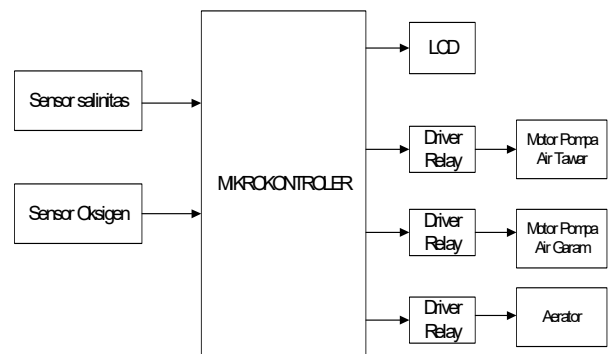 Sensor salinitas
Sensor Oksigen
MIKROKONTROLER
LCD
Driver
Relay
Motor Pompa
Air Tawar
Driver
Relay
Motor Pompa
Air Garam
Driver
Relay
Aerator